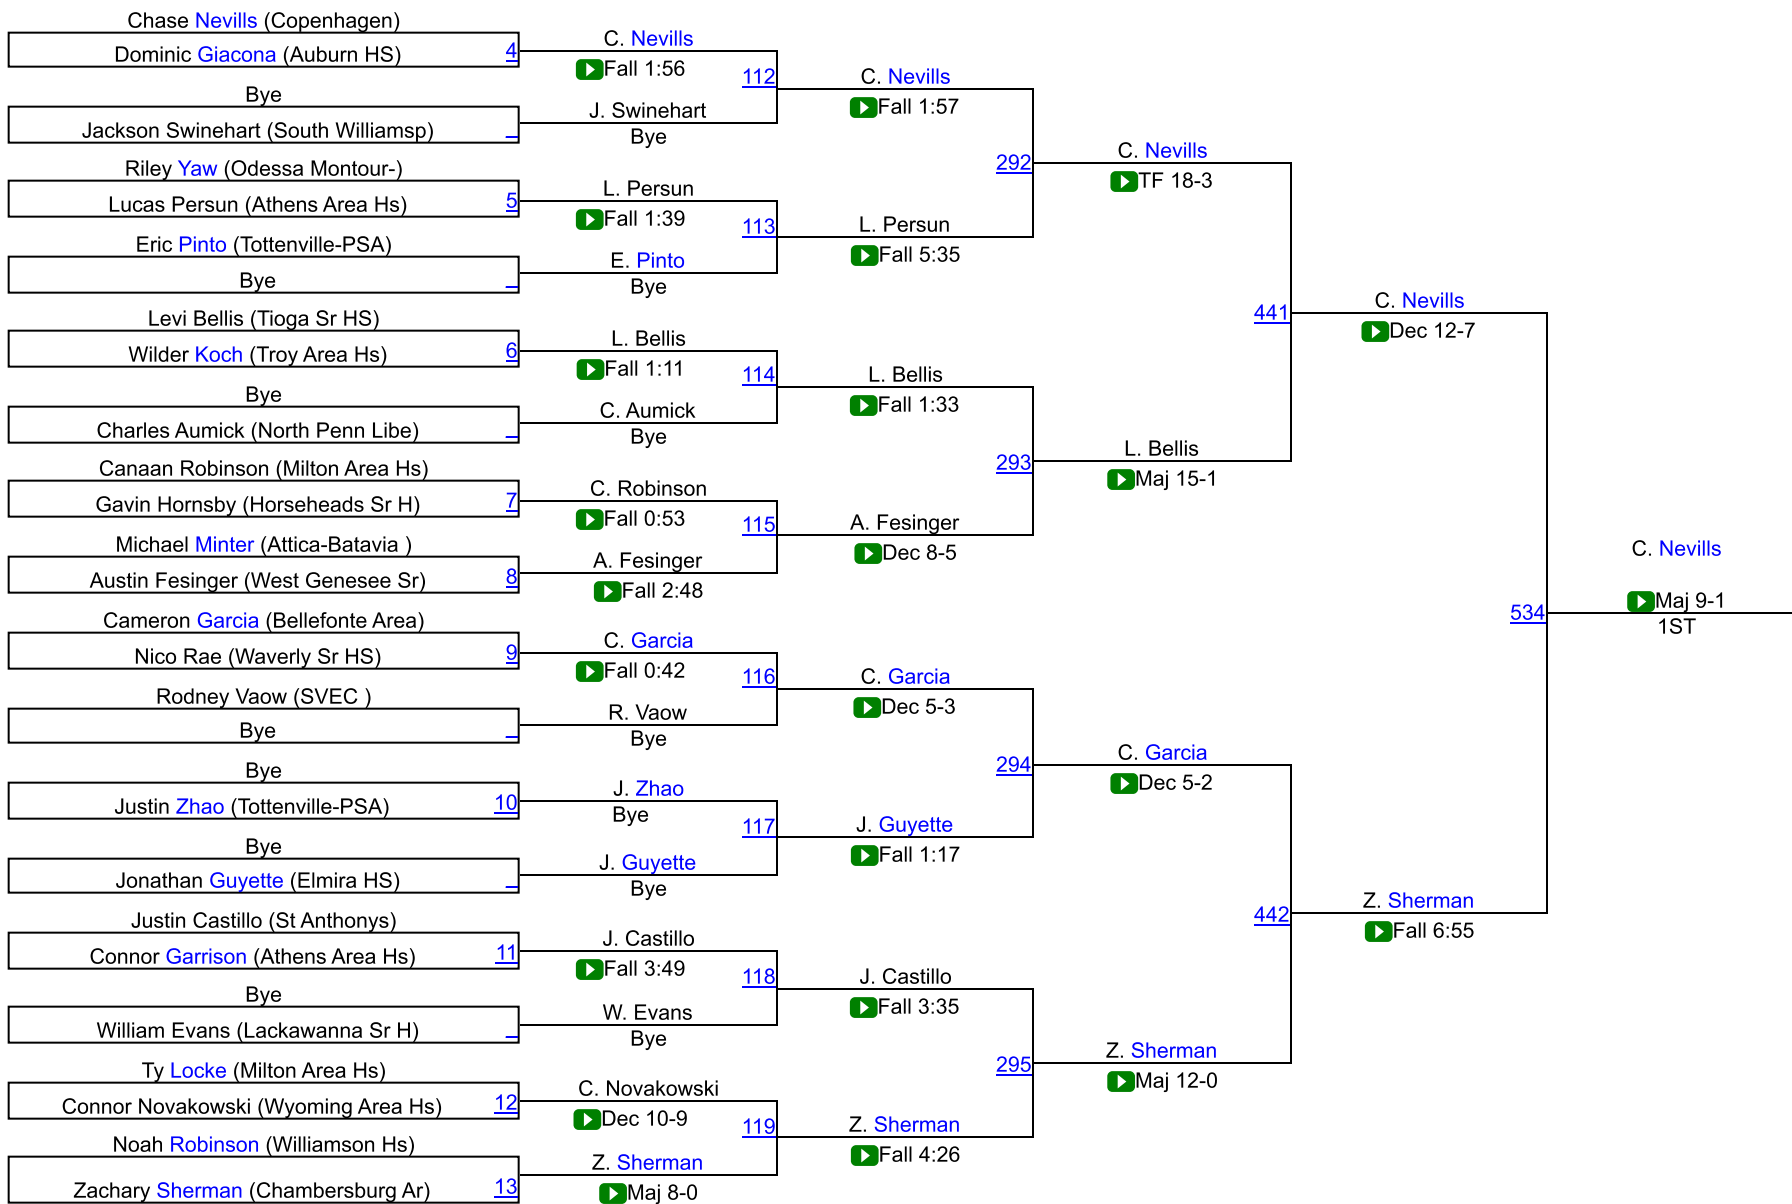 Chase Nevills (Copenhagen)
Dominic Giacona (Auburn HS) 4
Bye
Jackson Swinehart (South Williamsp)
Riley Yaw (Odessa Montour-)
Lucas Persun (Athens Area Hs) 5
Eric Pinto (Tottenville-PSA)
Bye
Levi Bellis (Tioga Sr HS)
Wilder Koch (Troy Area Hs) 6
Bye
Charles Aumick (North Penn Libe)
Canaan Robinson (Milton Area Hs)
Gavin Hornsby (Horseheads Sr H) 7
Michael Minter (Attica-Batavia )
Austin Fesinger (West Genesee Sr) 8
Cameron Garcia (Bellefonte Area)
Nico Rae (Waverly Sr HS) 9
Rodney Vaow (SVEC )
Bye
Bye
Justin Zhao (Tottenville-PSA) 10
Bye
Jonathan Guyette (Elmira HS)
Justin Castillo (St Anthonys)
Connor Garrison (Athens Area Hs) 11
Bye
William Evans (Lackawanna Sr H)
Ty Locke (Milton Area Hs)
Connor Novakowski (Wyoming Area Hs) 12
Noah Robinson (Williamson Hs)
Zachary Sherman (Chambersburg Ar) 13
C. Nevills
Fall 1:56
112
J. Swinehart
Bye
L. Persun
Fall 1:39
113
E. Pinto
Bye
L. Bellis
Fall 1:11
114
C. Aumick
Bye
C. Robinson
Fall 0:53
115
A. Fesinger
Fall 2:48
C. Garcia
Fall 0:42
116
R. Vaow
Bye
J. Zhao
Bye
117
J. Guyette
Bye
J. Castillo
Fall 3:49
118
W. Evans
Bye
C. Novakowski
Dec 10-9
119
Z. Sherman
Maj 8-0
C. Nevills
Fall 1:57
292
L. Persun
Fall 5:35
L. Bellis
Fall 1:33
293
A. Fesinger
Dec 8-5
C. Garcia
Dec 5-3
294
J. Guyette
Fall 1:17
J. Castillo
Fall 3:35
295
Z. Sherman
Fall 4:26
C. Nevills
TF 18-3
441
L. Bellis
Maj 15-1
C. Garcia
Dec 5-2
442
Z. Sherman
Maj 12-0
C. Nevills
Dec 12-7
534
Z. Sherman
Fall 6:55
C. Nevills
Maj 9-1
1ST